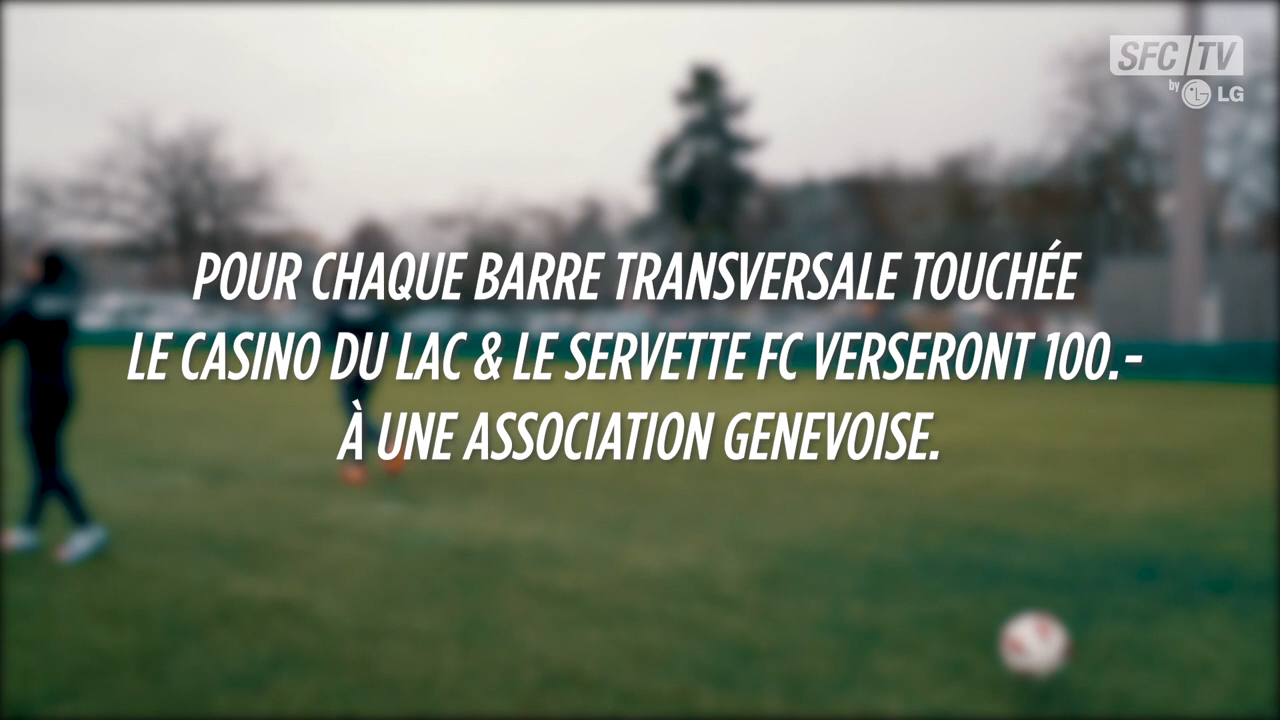 SFC/TV
by LG
POUR CHAQUE BARRE TRANSVERSALE TOUCHÉE
LE CASINO DU LAC & LE SERVETTE FC VERSERONT 100.-
À UNE ASSOCIATION GENEVOISE.